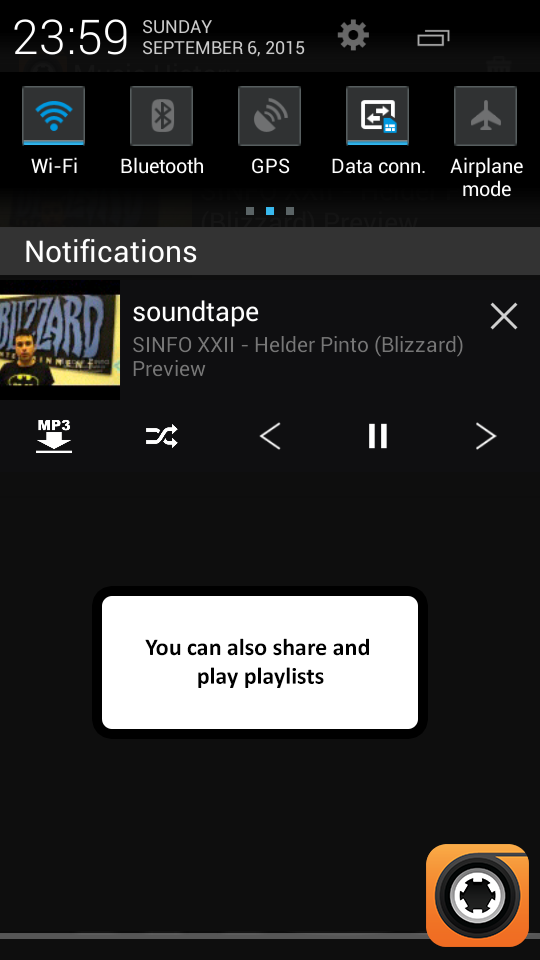 23:59
SUNDAY
SEPTEMBER 6, 2015
Wi-Fi
Bluetooth
GPS
Data conn.
Airplane
mode
(Blizzard) Preview
Notifications
BLIZZARD
soundtape
SINFO XXII - Helder Pinto (Blizzard)
Preview
MP3
You can also share and
play playlists